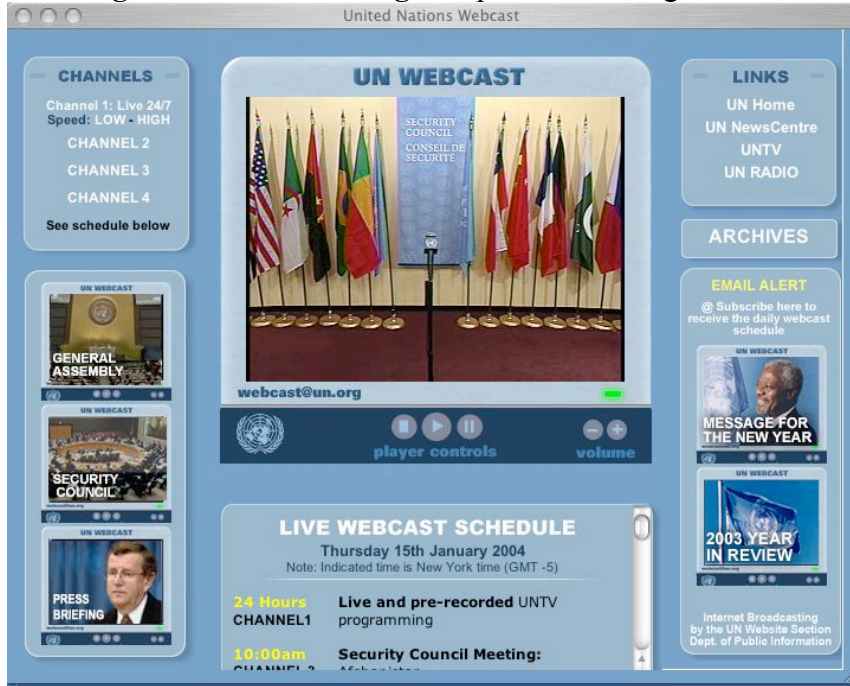 United Nations Webcast
CHANNELS
Channel 1: Live 24/7
Speed: LOW - HIGH
CHANNEL 2
CHANNEL 3
CHANNEL 4
See schedule below
UN WEBCAST
GENERAL
ASSEMBLY
UN WEBCAST
SECURITY
COUNCIL
UN WEBCAST
PRESS
BRIEFING
UN WEBCAST
SECURITY
COUNCIL
CONSEIL DE
SECURITÉ
webcast@un.org
player controls
volume
LIVE WEBCAST SCHEDULE
Thursday 15th January 2004
Note: Indicated time is New York time (GMT -5)
24 Hours Live and pre-recorded UNTV
CHANNEL1 programming
10:00am Security Council Meeting:
LINKS
UN Home
UN NewsCentre
UNTV
UN RADIO
ARCHIVES
EMAIL ALERT
@ Subscribe here to
receive the daily webcast
schedule
UN WEBCAST
MESSAGE FOR
THE NEW YEAR
UN WEBCAST
2003 YEAR
IN REVIEW
Internet Broadcasting
by the UN Website Section
Dept. of Public Information